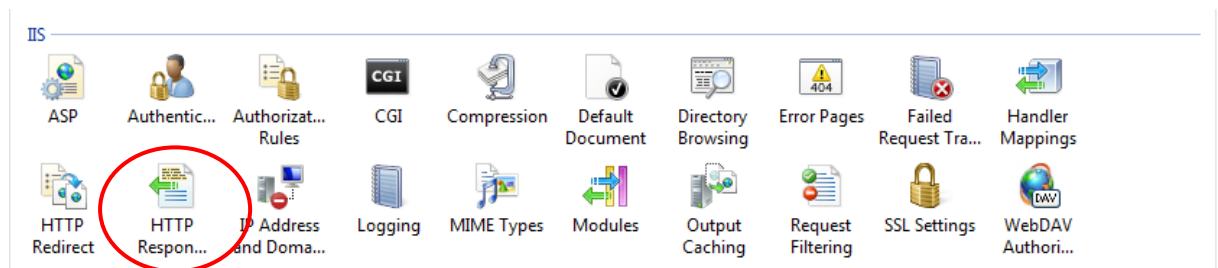 IIS
CGI
404
ASP
Authentic...
Authorizat...
Rules
CGI
Compression
Default
Document
Directory
Browsing
Error Pages
Failed
Request Tra...
Handler
Mappings
DAV
HTTP
Redirect
HTTP
Respon...
IP Address
and Doma...
Logging
MIME Types
Modules
Output
Caching
Request
Filtering
SSL Settings
WebDAV
Authori...